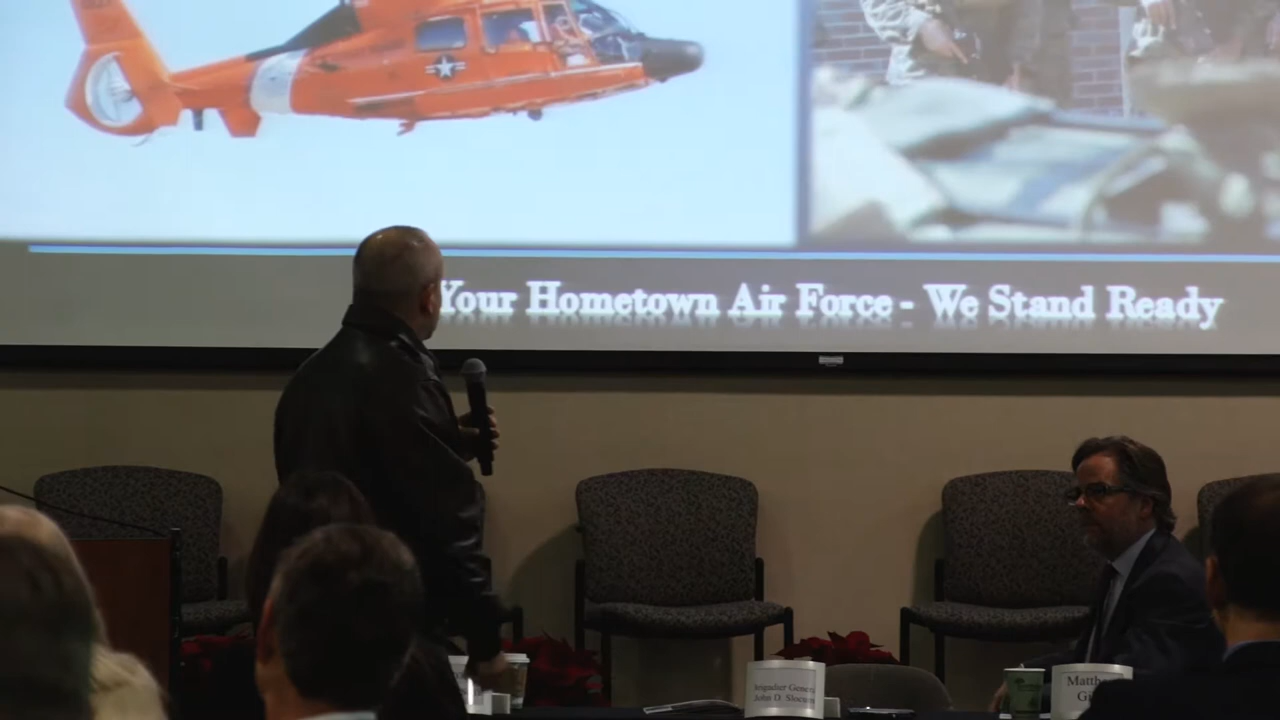 Your Hometown Air Force - We Stand Ready
Brigadier General
John D. Slocum